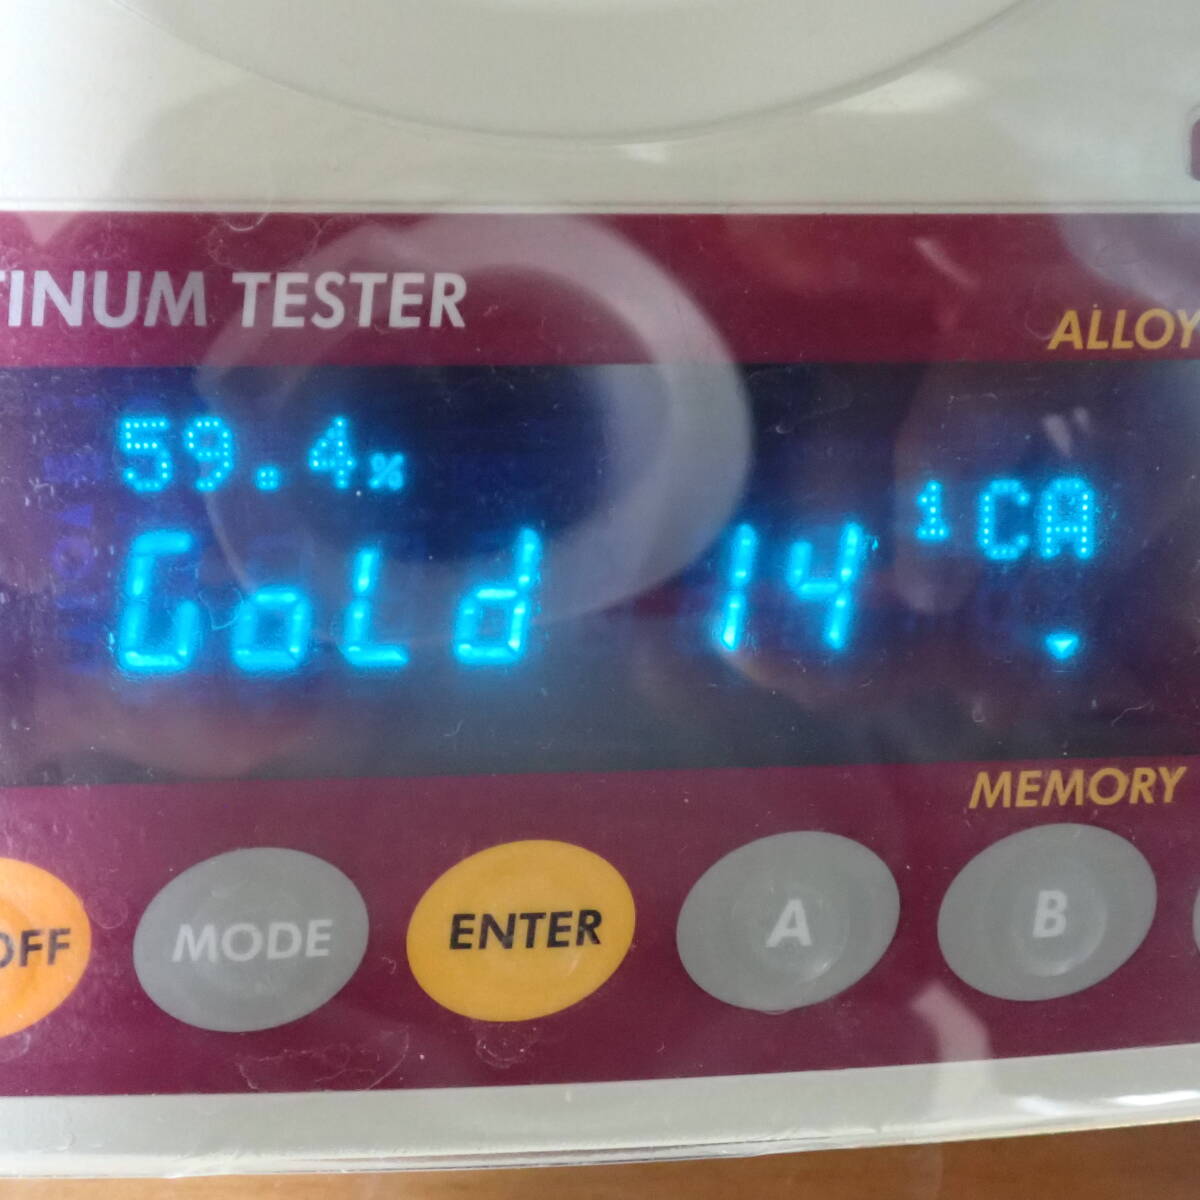 TINUM TESTER
ALLOY
59.4%
Gold 14 1CA
MEMORY
OFF MODE ENTER A B